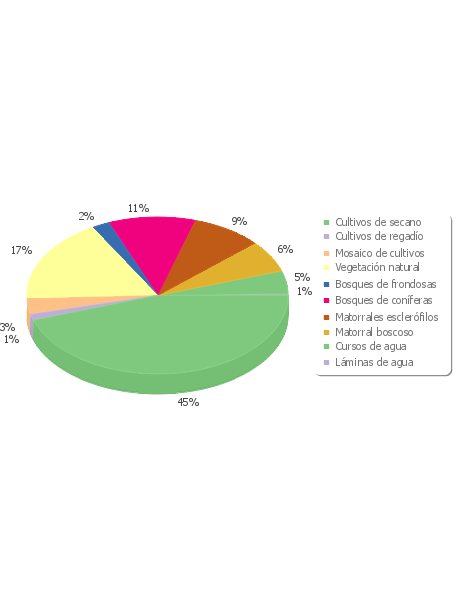 11%
2%
9%
17%
6%
5%
1%
3%
1%
45%
Cultivos de secano
Cultivos de regadío
Mosaico de cultivos
Vegetación natural
Bosques de frondosas
Bosques de coníferas
Matorrales esclerófilos
Matorral boscoso
Cursos de agua
Láminas de agua